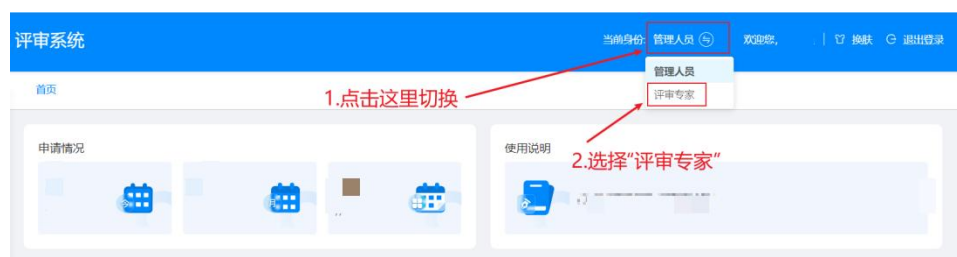 评审系统
当前身份: 管理人员 欢迎您, | 换肤 退出登录
管理人员
评审专家
首页
1.点击这里切换
2.选择“评审专家”
申请情况
使用说明